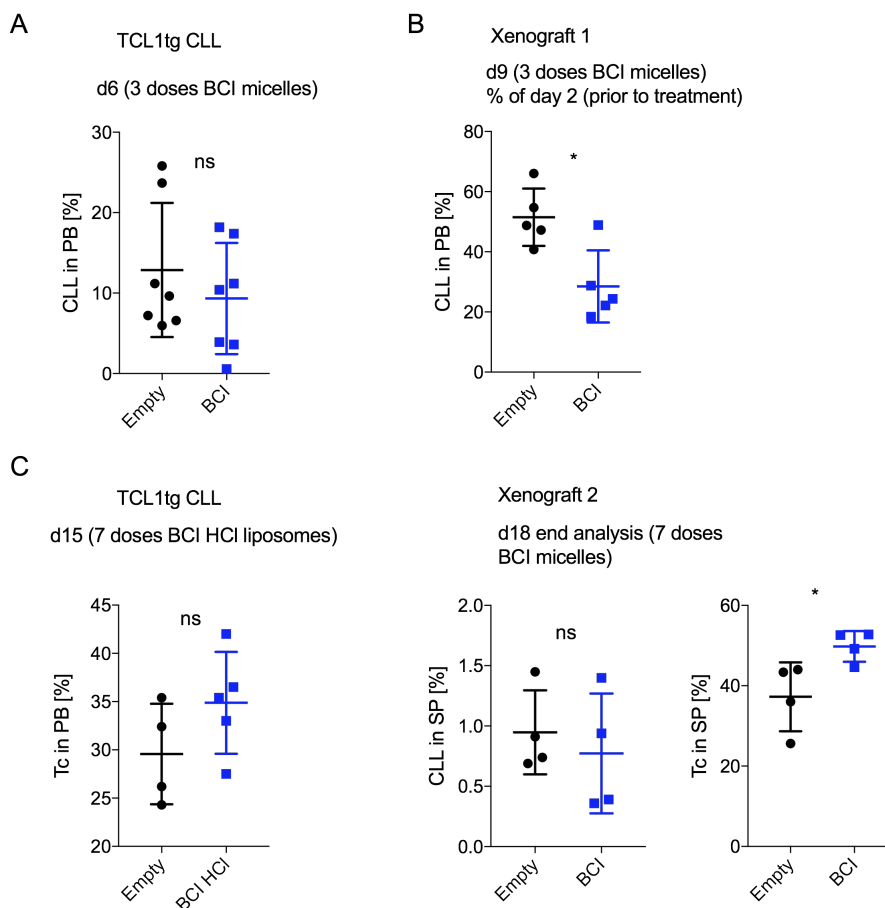 A
TCL1tg CLL
d6 (3 doses BCI micelles)
30
20
10
0
CLL in PB [%]
ns
Empty
BCI
B
Xenograft 1
d9 (3 doses BCI micelles)
% of day 2 (prior to treatment)
80
60
40
20
0
CLL in PB [%]
*
Empty
BCI
C
TCL1tg CLL
d15 (7 doses BCI HCl liposomes)
45
40
35
30
25
20
Tc in PB [%]
ns
Empty
BCI HCl
Xenograft 2
d18 end analysis (7 doses
BCI micelles)
2.0
1.5
1.0
0.5
0.0
CLL in SP [%]
ns
Empty
BCI
60
40
20
0
Tc in SP [%]
*
Empty
BCI